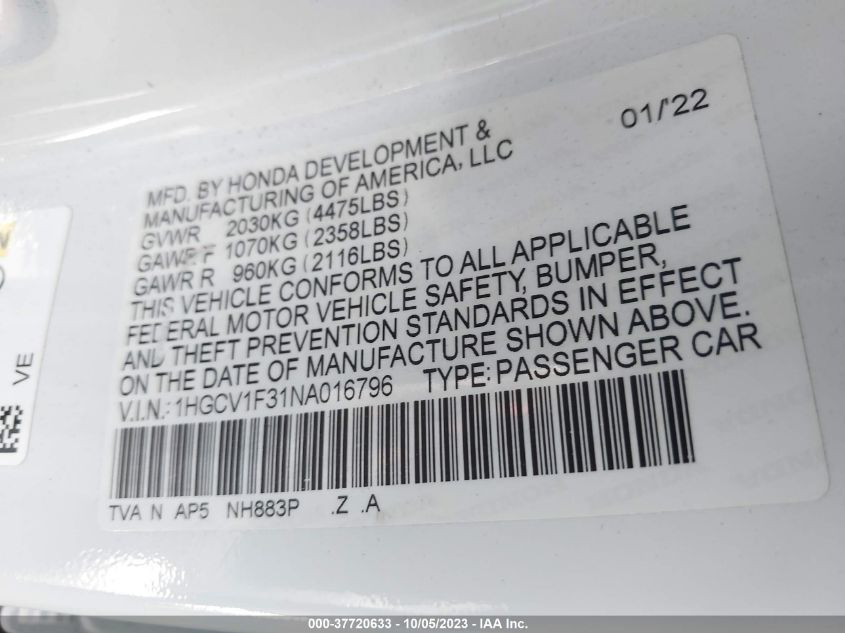 01/'22
MFD. BY HONDA DEVELOPMENT &
MANUFACTURING OF AMERICA, LLC
GVWR 2030KG (4475LBS)
GAWR F 1070KG (2358LBS)
GAWR R 960KG (2116LBS)
THIS VEHICLE CONFORMS TO ALL APPLICABLE
FEDERAL MOTOR VEHICLE SAFETY, BUMPER,
AND THEFT PREVENTION STANDARDS IN EFFECT
ON THE DATE OF MANUFACTURE SHOWN ABOVE.
V.I.N.: 1HGCV1F31NA016796 TYPE: PASSENGER CAR
TVA N AP5 NH883P .Z .A
VE
000-37720633 - 10/05/2023 - IAA Inc.